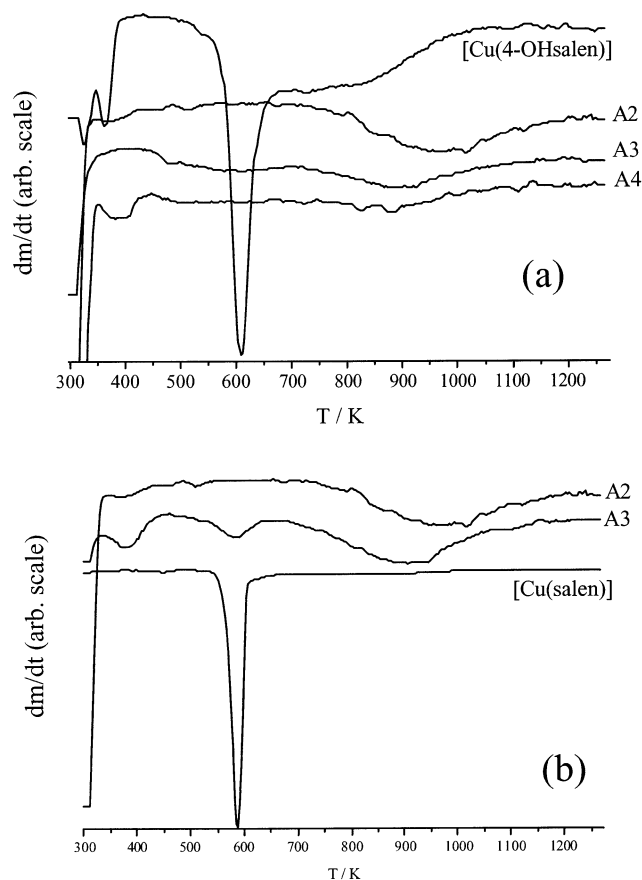 [Cu(4-OHsalen)]
A2
A3
A4
dm/dt (arb. scale)
(a)
300 400 500 600 700 800 900 1000 1100 1200
T / K
A2
A3
[Cu(salen)]
dm/dt (arb. scale)
(b)
300 400 500 600 700 800 900 1000 1100 1200
T / K